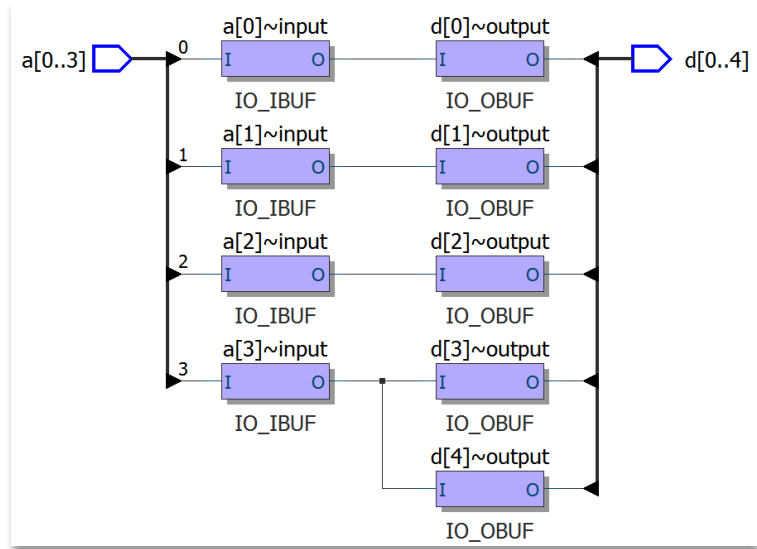 a[0]~input d[0]~output
a[0..3] 0 I O I O d[0..4]
IO_IBUF IO_OBUF
a[1]~input d[1]~output
1 I O I O
IO_IBUF IO_OBUF
a[2]~input d[2]~output
2 I O I O
IO_IBUF IO_OBUF
a[3]~input d[3]~output
3 I O I O
IO_IBUF IO_OBUF
d[4]~output
I O
IO_OBUF